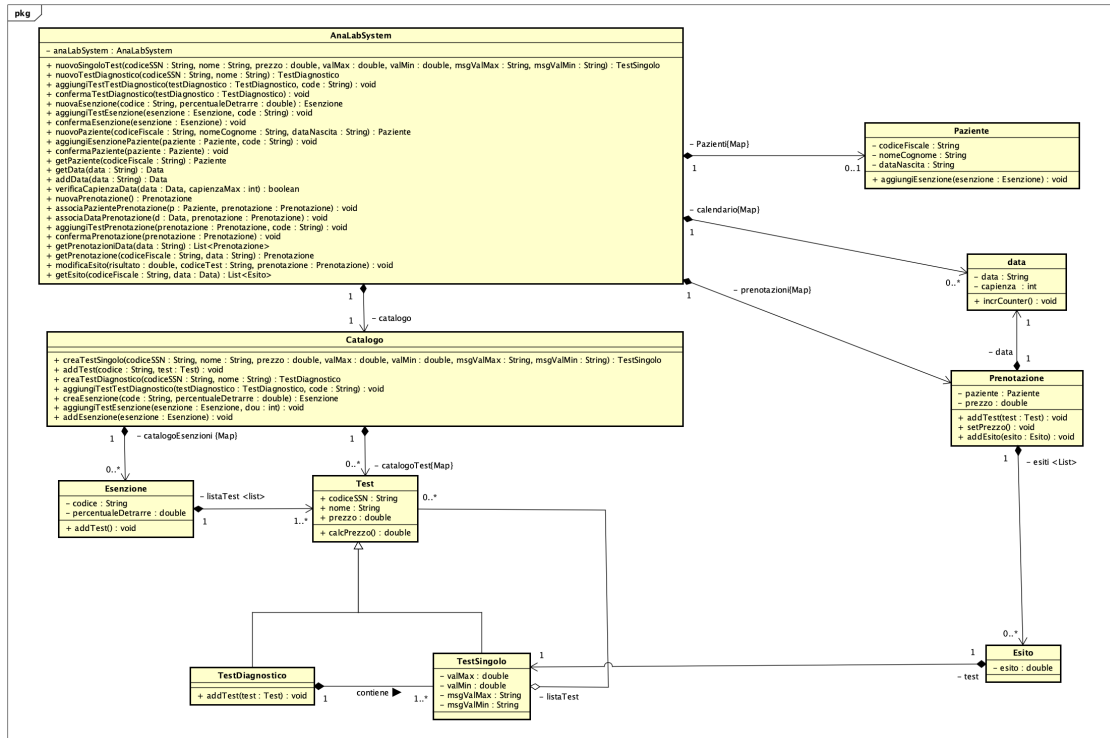 pkg
AnaLabSystem
- anaLabSystem : AnaLabSystem
+ nuovoSingoloTest(codiceSSN : String, nome : String, prezzo : double, valMax : double, valMin : double, msgValMax : String, msgValMin : String) : TestSingolo
+ nuovoTestDiagnostico(codiceSSN : String, nome : String) : TestDiagnostico
+ aggiungiTestTestDiagnostico(testDiagnostico : TestDiagnostico, code : String) : void
+ confermaTestDiagnostico(testDiagnostico : TestDiagnostico) : void
+ nuovaEsenzione(codice : String, percentualeDetrarre : double) : Esenzione
+ aggiungiTestEsenzione(esenzione : Esenzione, code : String) : void
+ confermaEsenzione(esenzione : Esenzione) : void
+ nuovoPaziente(codiceFiscale : String, nomeCognome : String, dataNascita : String) : Paziente
+ aggiungiEsenzionePaziente(paziente : Paziente, code : String) : void
+ confermaPaziente(paziente : Paziente) : void
+ getPaziente(codiceFiscale : String) : Paziente
+ getData(data : String) : Data
+ addData(data : String) : Data
+ verificaCapienzaData(data : Data, capienzaMax : int) : boolean
+ nuovaPrenotazione() : Prenotazione
+ associaPazientePrenotazione(p : Paziente, prenotazione : Prenotazione) : void
+ associaDataPrenotazione(d : Data, prenotazione : Prenotazione) : void
+ aggiungiTestPrenotazione(prenotazione : Prenotazione, code : String) : void
+ confermaPrenotazione(prenotazione : Prenotazione) : void
+ getPrenotazioniData(data : String) : List<Prenotazione>
+ getPrenotazione(codiceFiscale : String, data : String) : Prenotazione
+ modificaEsito(risultato : double, codiceTest : String, prenotazione : Prenotazione) : void
+ getEsito(codiceFiscale : String, data : Data) : List<Esito>
- Pazienti{Map}
1
0..1
Paziente
- codiceFiscale : String
- nomeCognome : String
- dataNascita : String
+ aggiungiEsenzione(esenzione : Esenzione) : void
- calendario{Map}
1
0..*
data
- data : String
- capienza : int
+ incrCounter() : void
- prenotazioni{Map}
1
1
1
- catalogo
1
- data
1
Catalogo
+ creaTestSingolo(codiceSSN : String, nome : String, prezzo : double, valMax : double, valMin : double, msgValMax : String, msgValMin : String) : TestSingolo
+ addTest(codice : String, test : Test) : void
+ creaTestDiagnostico(codiceSSN : String, nome : String) : TestDiagnostico
+ aggiungiTestTestDiagnostico(testDiagnostico : TestDiagnostico, code : String) : void
+ creaEsenzione(code : String, percentualeDetrarre : double) : Esenzione
+ aggiungiTestEsenzione(esenzione : Esenzione, dou : int) : void
+ addEsenzione(esenzione : Esenzione) : void
Prenotazione
- paziente : Paziente
- prezzo : double
+ addTest(test : Test) : void
+ setPrezzo() : void
+ addEsito(esito : Esito) : void
1
- catalogoEsenzioni {Map}
0..*
1
0..*
- catalogoTest{Map}
1
- esiti <List>
Esenzione
- codice : String
- percentualeDetrarre : double
+ addTest() : void
- listaTest <list>
1
1..*
Test
+ codiceSSN : String
+ nome : String
+ prezzo : double
+ calcPrezzo() : double
0..*
0..*
TestDiagnostico
+ addTest(test : Test) : void
1
contiene
1..*
TestSingolo
- valMax : double
- valMin : double
- msgValMax : String
- msgValMin : String
1
- listaTest
1
- test
Esito
- esito : double